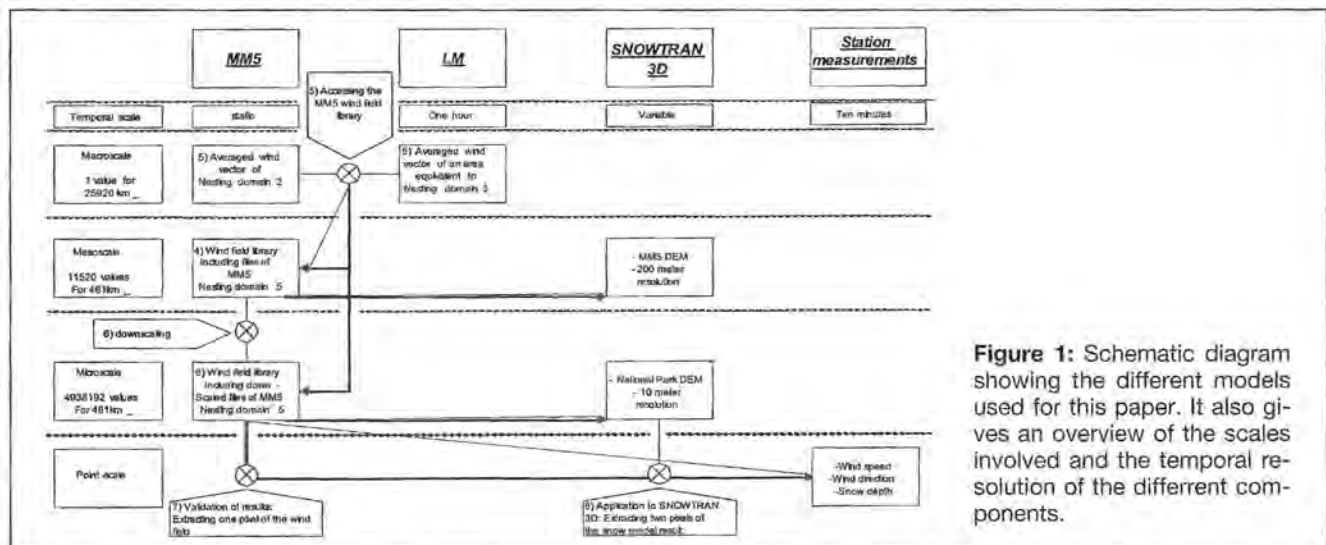 MM5
LM
SNOWTRAN
3D
Station
measurements
5) Accessing the
MM5 wind field
library
Temporal scale
static
One hour
Variable
Ten minutes
Macroscale
1 value for
25920 km _
5) Averaged wind
vector of
Nesting domain
5) Averaged wind
vector of an area
equivalent to
Nesting domain
Mesoscale
11520 values
For 461km _
4) Wind field library
including files of
MM5
Nesting domain 5
- MM5 DEM
- 200 meter
resolution
6) downscaling
Microscale
4938192 values
For 461km _
6) Wind field library
Including down -
Scaled files of MM5
Nesting domain 5
- National Park DEM
- 10 meter
resolution
Point-scale
-Wind speed
-Wind direction
-Snow depth
7) Validation of results:
Extracting one pixel of the wind
field
Application to SNOWTRAN
3D: Extracting two pixels of
the snow model result
Figure 1: Schematic diagram
showing the different models
used for this paper. It also gi-
ves an overview of the scales
involved and the temporal re-
solution of the differrent com-
ponents.